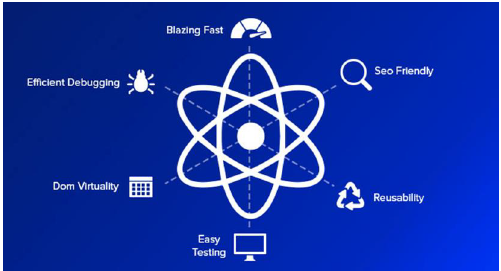 Blazing Fast
Efficient Debugging
Seo Friendly
Dom Virtuality
Reusability
Easy
Testing